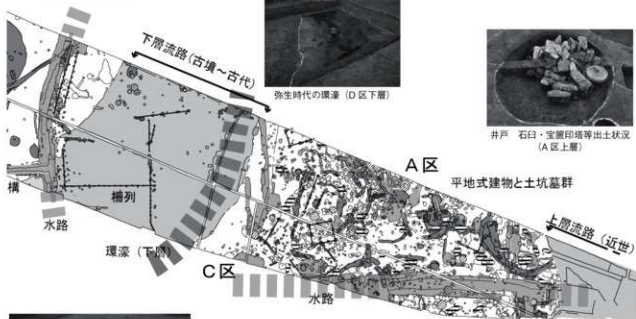 下層流路(古墳～古代)
弥生時代の環濠(D区下層)
井戸 石臼・宝篋印塔等出土状況
(A区上層)
A区
平地式建物と土坑墓群
上層流路(近世)
構
柵列
水路
環濠(下層)
C区
水路